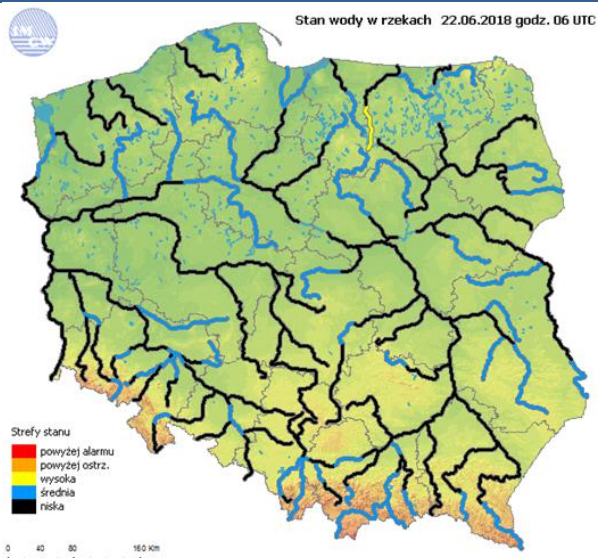 Stan wody w rzekach 22.06.2018 godz. 06 UTC
Strefy stanu
powyżej alarmu
powyżej ostrz.
wysoka
średnia
niska
0 40 80 160 Km